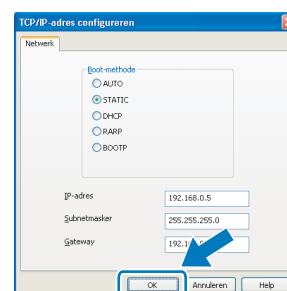 TCP/IP-adres configureren
Netwerk
Boot-methode
AUTO
STATIC
DHCP
RARP
BOOTP
IP-adres 192.168.0.5
Subnetmasker 255.255.255.0
Gateway
OK Annuleren Help